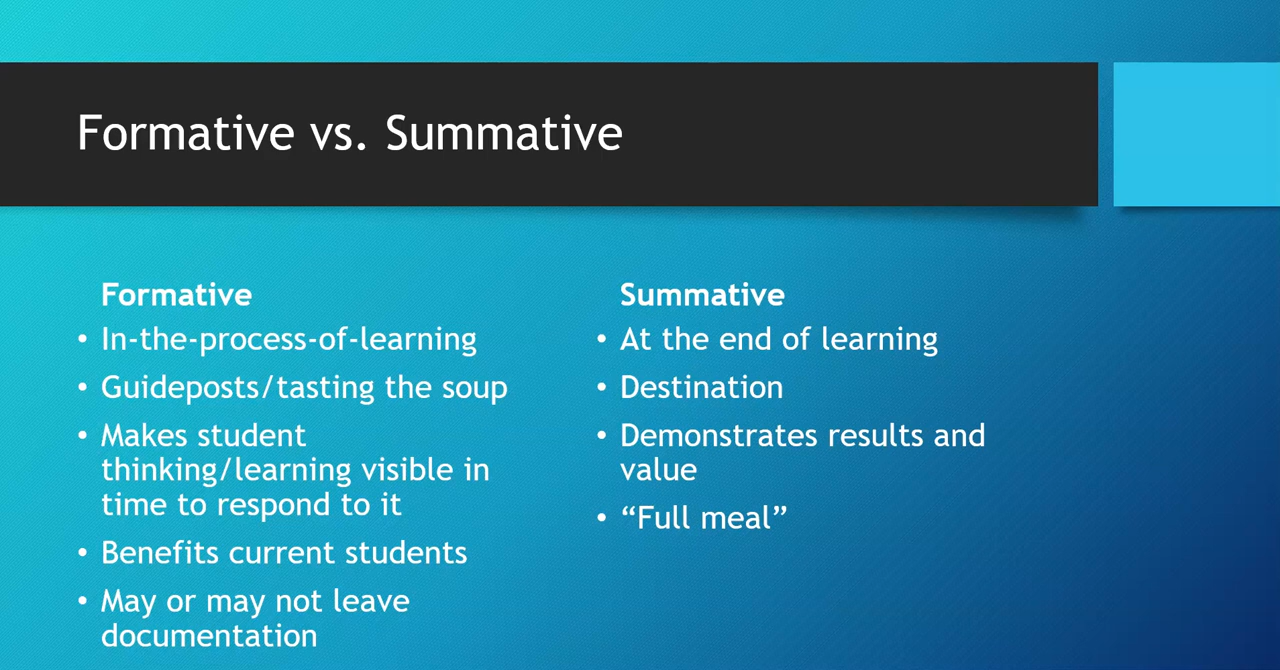 Formative vs. Summative
Formative
• In-the-process-of-learning
• Guideposts/tasting the soup
• Makes student
thinking/learning visible in
time to respond to it
• Benefits current students
• May or may not leave
documentation
Summative
• At the end of learning
• Destination
• Demonstrates results and
value
• “Full meal”